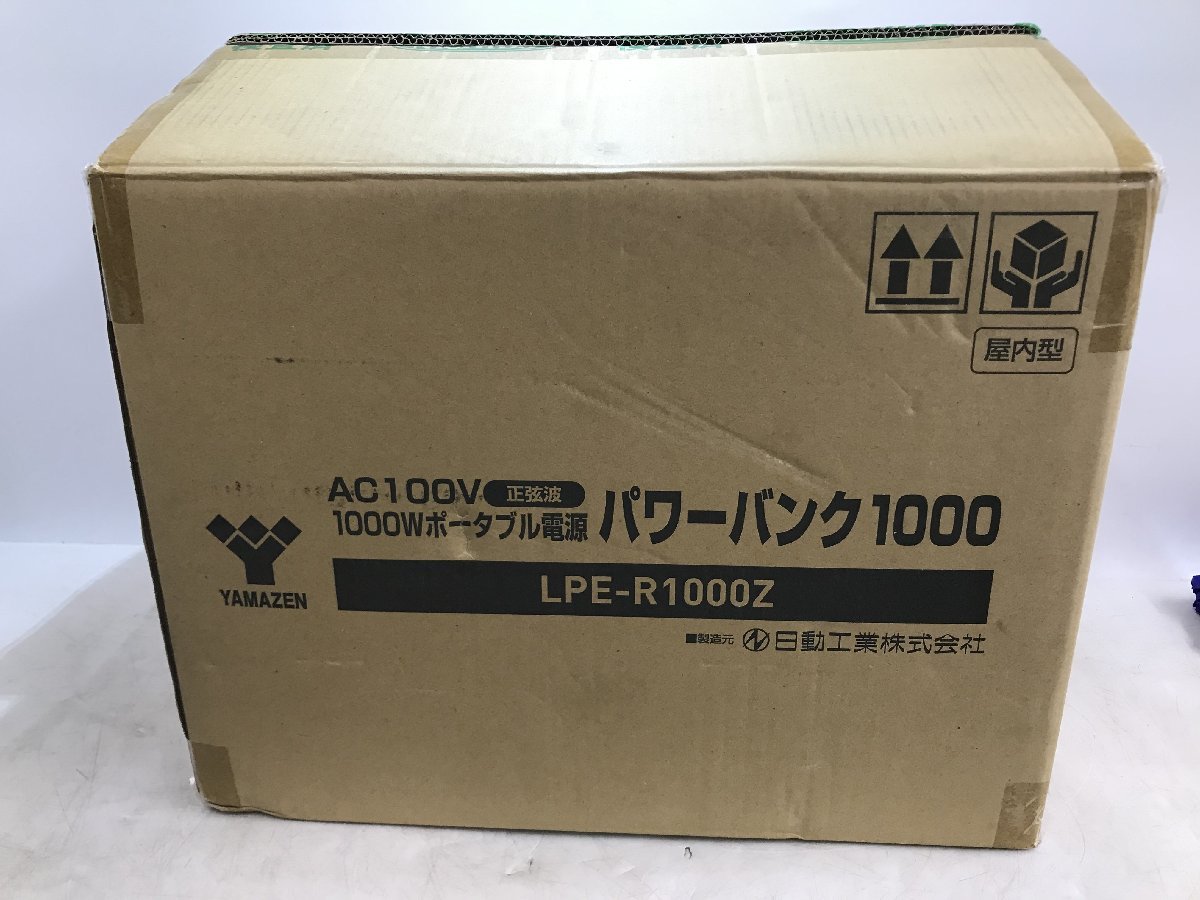 屋内型
AC100V 正弦波
1000Wポータブル電源 パワーバンク1000
YAMAZEN
LPE-R1000Z
■製造元 日動工業株式会社